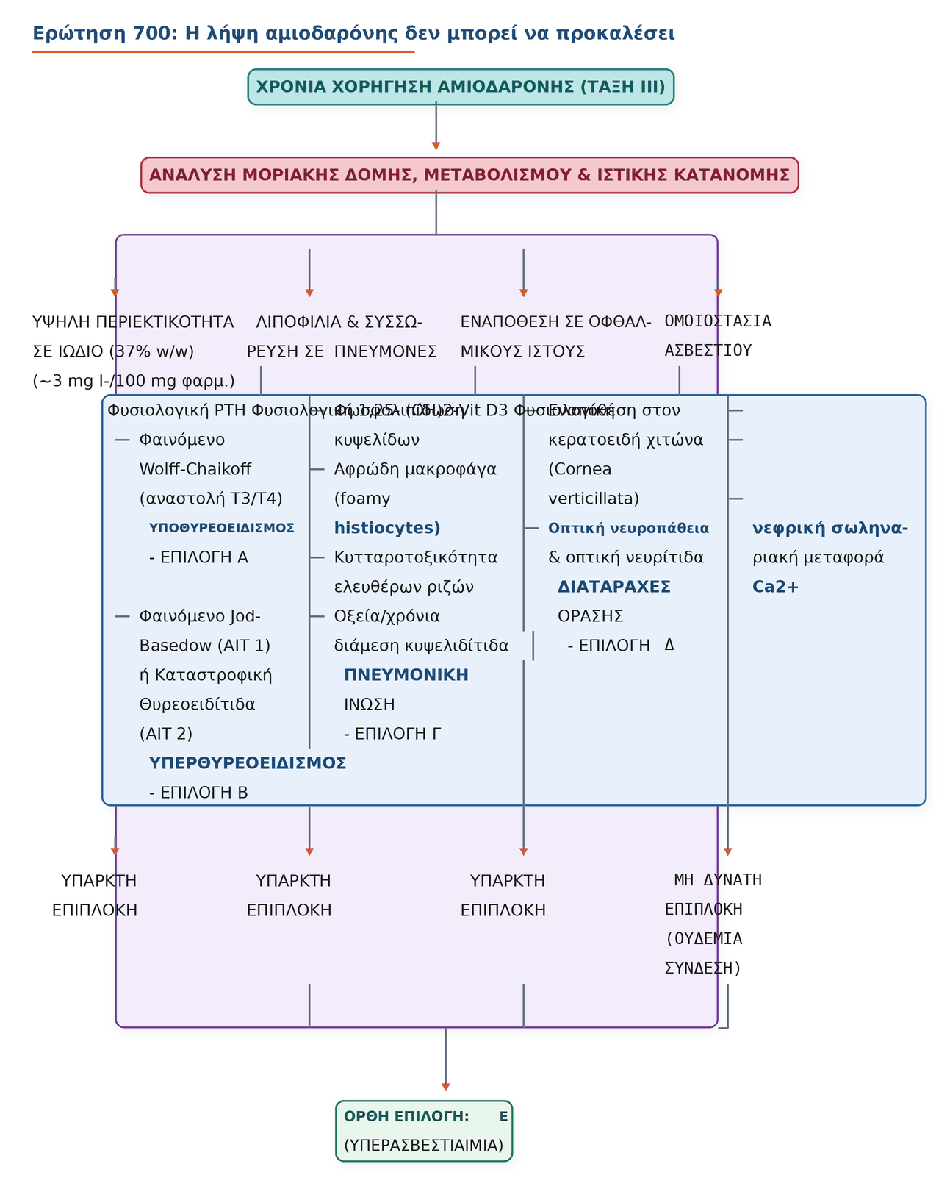 Ερώτηση 700: Η λήψη αμιοδαρόνης δεν μπορεί να προκαλέσει
ΧΡΟΝΙΑ ΧΟΡΗΓΗΣΗ ΑΜΙΟΔΑΡΟΝΗΣ (ΤΑΞΗ III)
ΑΝΑΛΥΣΗ ΜΟΡΙΑΚΗΣ ΔΟΜΗΣ, ΜΕΤΑΒΟΛΙΣΜΟΥ & ΙΣΤΙΚΗΣ ΚΑΤΑΝΟΜΗΣ
ΥΨΗΛΗ ΠΕΡΙΕΚΤΙΚΟΤΗΤΑ
ΣΕ ΙΩΔΙΟ (37% w/w)
(~3 mg I-/100 mg φαρμ.)
ΛΙΠΟΦΙΛΙΑ & ΣΥΣΣΩ-
ΡΕΥΣΗ ΣΕ ΠΝΕΥΜΟΝΕΣ
ΕΝΑΠΟΘΕΣΗ ΣΕ ΟΦΘΑΛ-
ΜΙΚΟΥΣ ΙΣΤΟΥΣ
ΟΜΟΙΟΣΤΑΣΙΑ
ΑΣΒΕΣΤΙΟΥ
Φυσιολογική PTH
Φαινόμενο
Wolff-Chaikoff
(αναστολή T3/T4)
ΥΠΟΘΥΡΕΟΕΙΔΙΣΜΟΣ
- ΕΠΙΛΟΓΗ Α
Φαινόμενο Jod-
Basedow (AIT 1)
ή Καταστροφική
Θυρεοειδίτιδα
(AIT 2)
ΥΠΕΡΘΥΡΕΟΕΙΔΙΣΜΟΣ
- ΕΠΙΛΟΓΗ Β
κυψελίδων
Αφρώδη μακροφάγα
(foamy
histiocytes)
Κυτταροτοξικότητα
ελευθέρων ριζών
Οξεία/χρόνια
διάμεση κυψελιδίτιδα
ΠΝΕΥΜΟΝΙΚΗ
ΙΝΩΣΗ
- ΕΠΙΛΟΓΗ Γ
στον
κερατοειδή χιτώνα
(Cornea
verticillata)
Οπτική νευροπάθεια
& οπτική νευρίτιδα
ΔΙΑΤΑΡΑΧΕΣ
ΟΡΑΣΗΣ
- ΕΠΙΛΟΓΗ Δ
νεφρική σωληνα-
ριακή μεταφορά
Ca2+
ΥΠΑΡΚΤΗ
ΕΠΙΠΛΟΚΗ
ΥΠΑΡΚΤΗ
ΕΠΙΠΛΟΚΗ
ΥΠΑΡΚΤΗ
ΕΠΙΠΛΟΚΗ
ΜΗ ΔΥΝΑΤΗ
ΕΠΙΠΛΟΚΗ
(ΟΥΔΕΜΙΑ
ΣΥΝΔΕΣΗ)
ΟΡΘΗ ΕΠΙΛΟΓΗ: Ε
(ΥΠΕΡΑΣΒΕΣΤΙΑΙΜΙΑ)